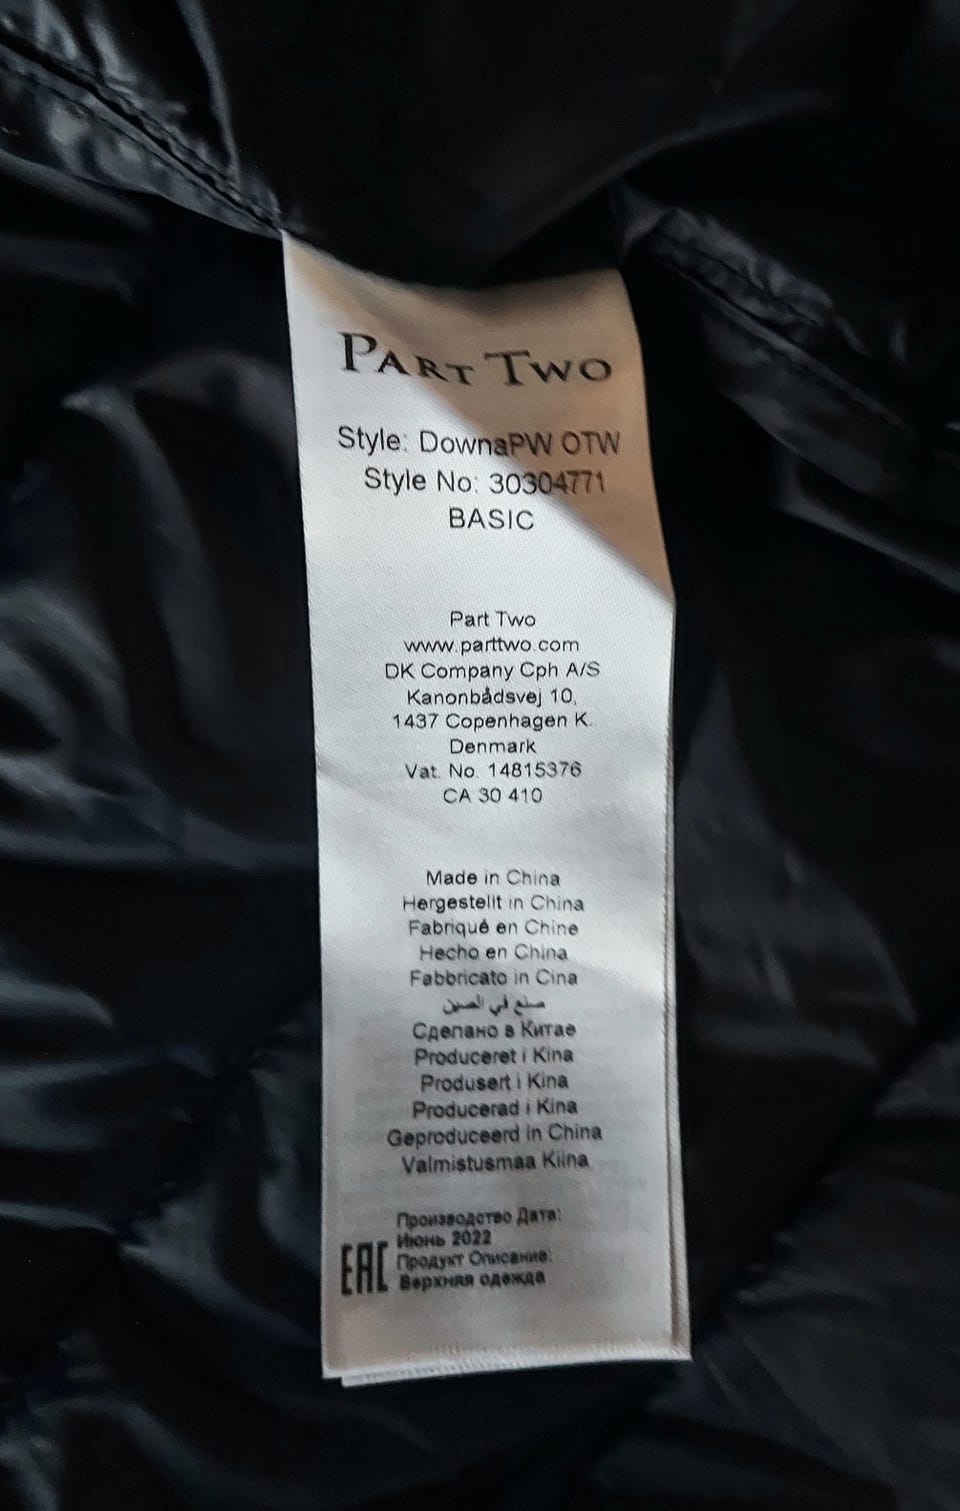 PART TWO
Style: DownaPW OTW
Style No: 30304771
BASIC
Part Two
www.parttwo.com
DK Company Cph A/S
Kanonbådsvej 10,
1437 Copenhagen K.
Denmark
Vat. No. 14815376
CA 30 410
Made in China
Hergestellt in China
Fabriqué en Chine
Hecho en China
Fabbricato in Cina
صنع في الصين
Сделано в Китае
Produceret i Kina
Produsert i Kina
Producerad i Kina
Geproduceerd in China
Valmistusmaa Kiina
Производство Дата:
Июнь 2022
EAC Продукт Описание:
Верхняя одежда